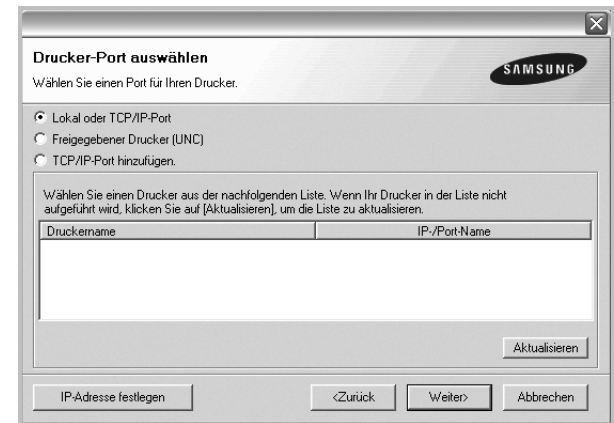 Drucker-Port auswählen
Wählen Sie einen Port für Ihren Drucker.
SAMSUNG
Lokal oder TCP/IP-Port
Freigegebener Drucker (UNC)
TCP/IP-Port hinzufügen.
Wählen Sie einen Drucker aus der nachfolgenden Liste. Wenn Ihr Drucker in der Liste nicht
aufgeführt wird, klicken Sie auf [Aktualisieren], um die Liste zu aktualisieren.
Druckername IP-/Port-Name
Aktualisieren
IP-Adresse festlegen <Zurück Weiter> Abbrechen